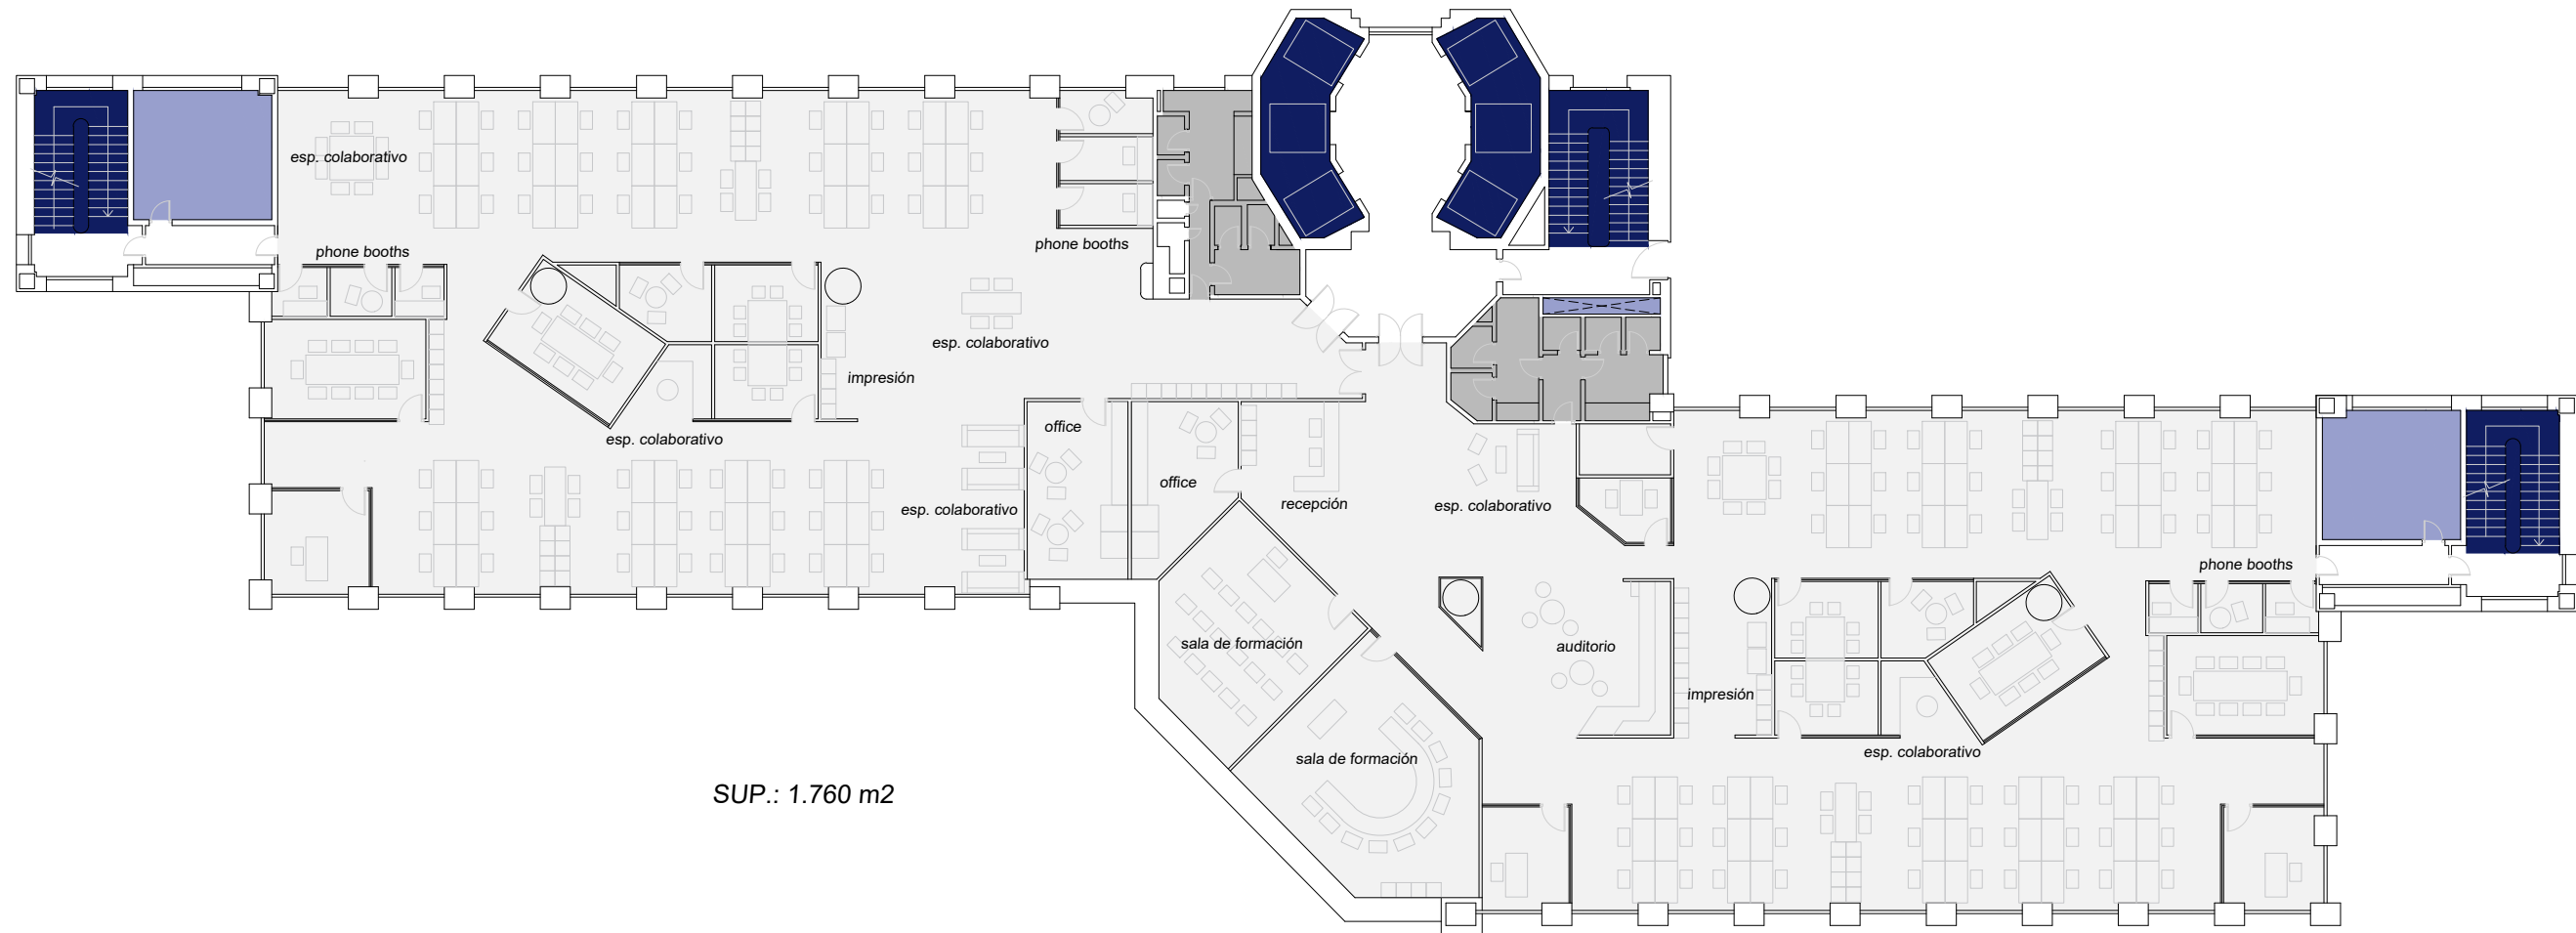 esp. colaborativo
phone booths
phone booths
esp. colaborativo
impresión
esp. colaborativo
office
office
esp. colaborativo
recepción
esp. colaborativo
phone booths
sala de formación
auditorio
impresión
esp. colaborativo
sala de formación
SUP.: 1.760 m2